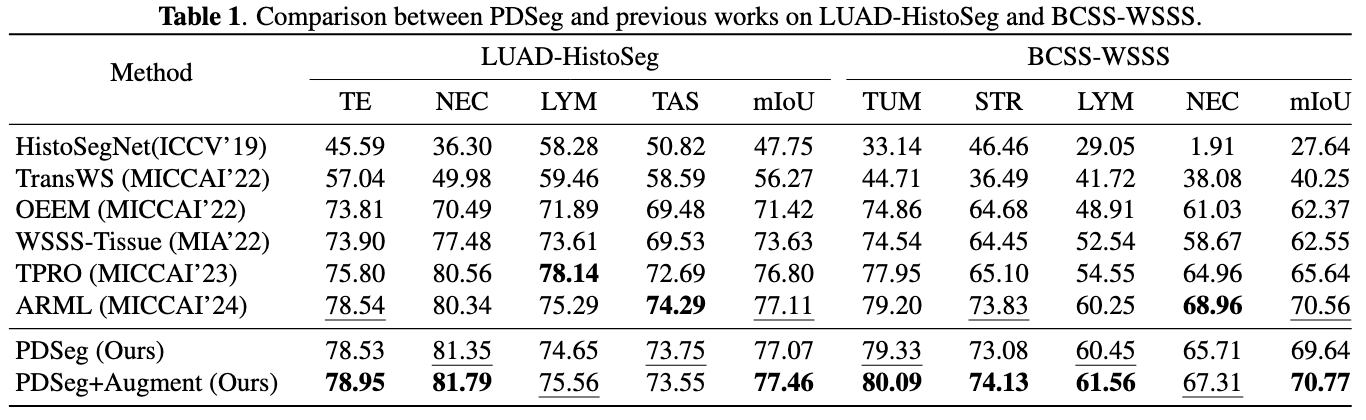 Table 1. Comparison between PDSeg and previous works on LUAD-HistoSeg and BCSS-WSSS.
Method LUAD-HistoSeg BCSS-WSSS
TE NEC LYM TAS mIoU TUM STR LYM NEC mIoU
HistoSegNet(ICCV’19) 45.59 36.30 58.28 50.82 47.75 33.14 46.46 29.05 1.91 27.64
TransWS (MICCAI’22) 57.04 49.98 59.46 58.59 56.27 44.71 36.49 41.72 38.08 40.25
OEEM (MICCAI’22) 73.81 70.49 71.89 69.48 71.42 74.86 64.68 48.91 61.03 62.37
WSSS-Tissue (MIA’22) 73.90 77.48 73.61 69.53 73.63 74.54 64.45 52.54 58.67 62.55
TPRO (MICCAI’23) 75.80 80.56 78.14 72.69 76.80 77.95 65.10 54.55 64.96 65.64
ARML (MICCAI’24) 78.54 80.34 75.29 74.29 77.11 79.20 73.83 60.25 68.96 70.56
PDSeg (Ours) 78.53 81.35 74.65 73.75 77.07 79.33 73.08 60.45 65.71 69.64
PDSeg+Augment (Ours) 78.95 81.79 75.56 73.55 77.46 80.09 74.13 61.56 67.31 70.77